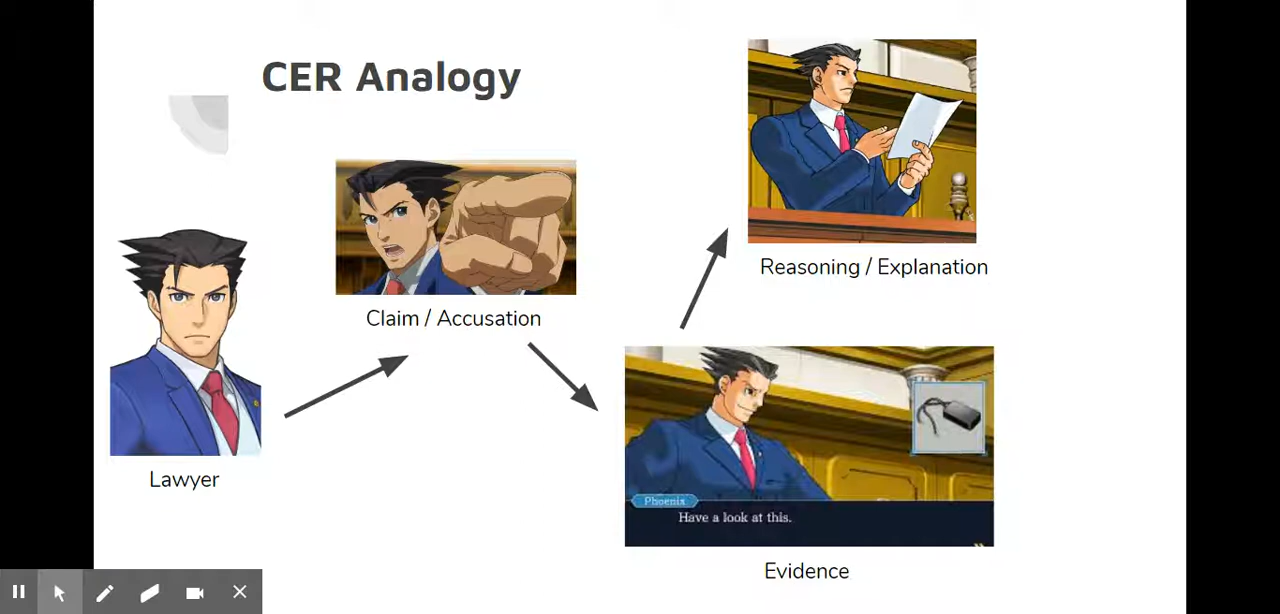 CER Analogy
Lawyer
Claim / Accusation
Reasoning / Explanation
Phoenix
Have a look at this.
Evidence